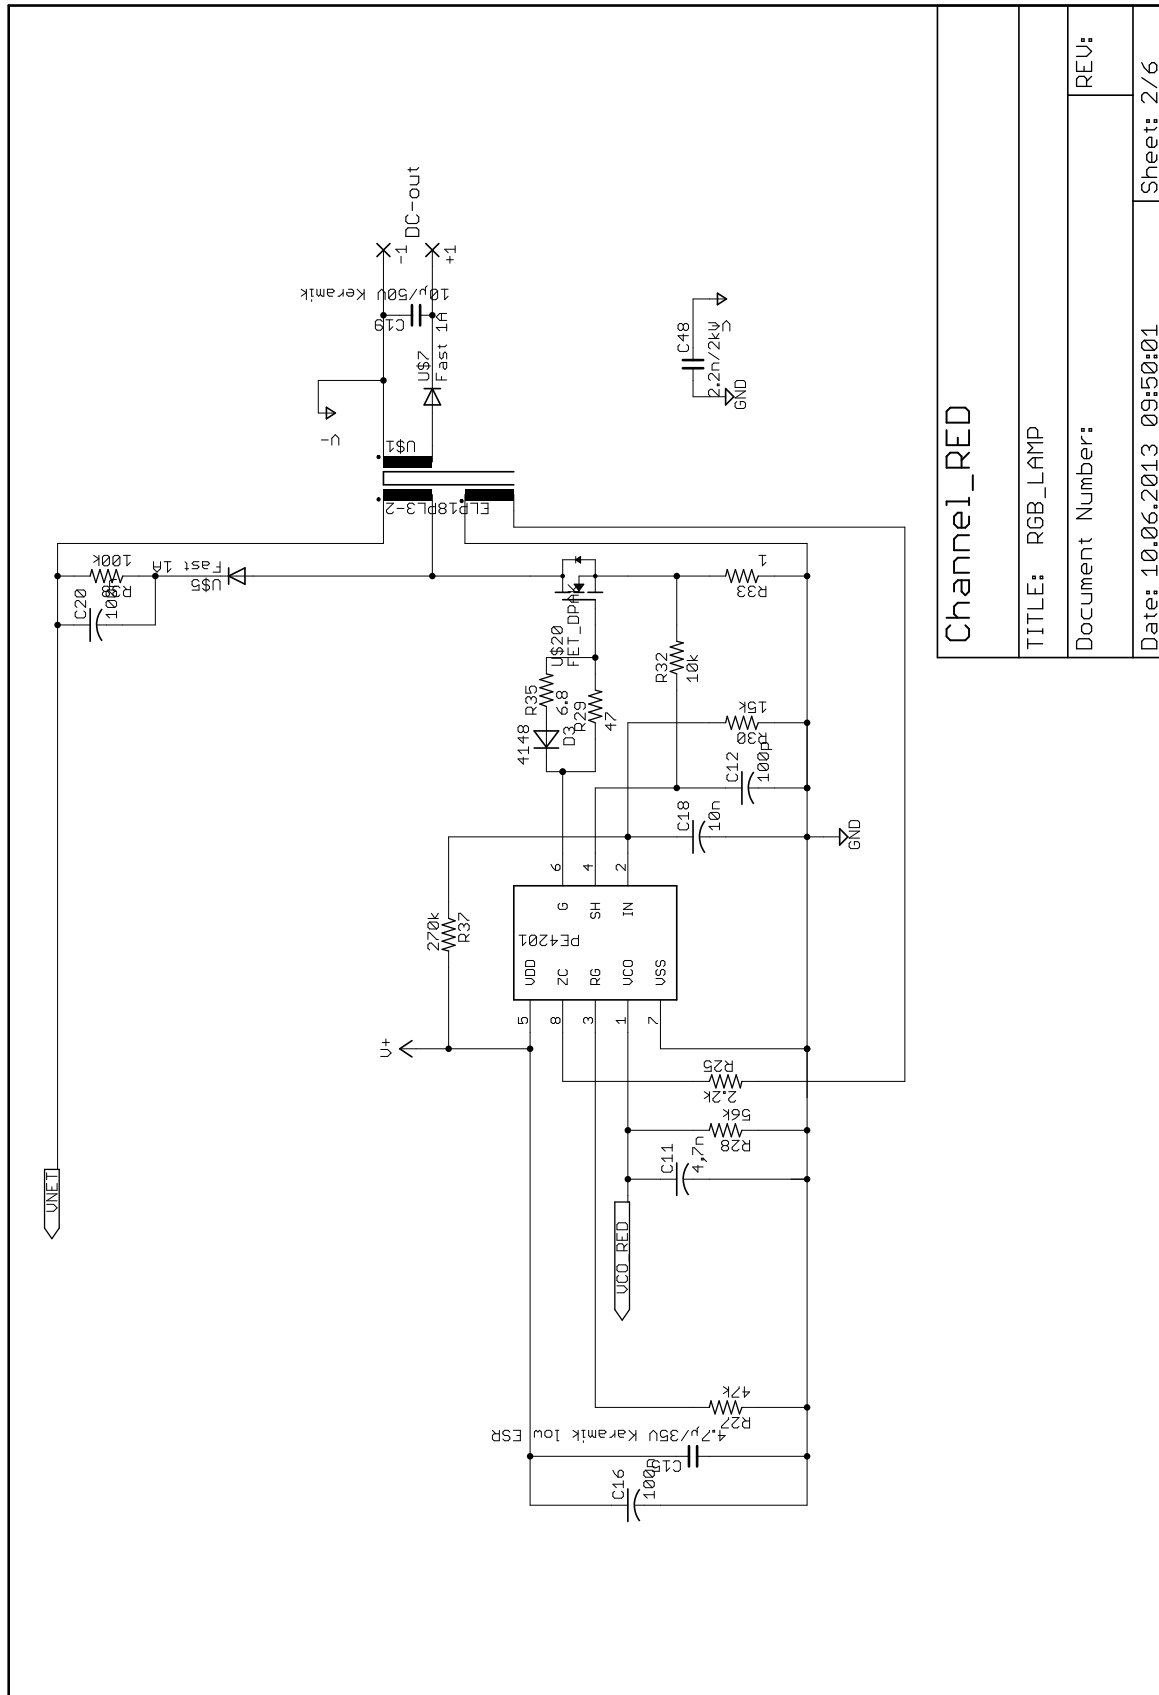 Channel_RED
TITLE: RGB_LAMP
Document Number:
REV:
Date: 10.06.2013 09:50:01
Sheet: 2/6
VNET
C20
100k
U$5
Fast 1A
V-
U$1
ELP18PL3-2
U$7
Fast 1A
C19
10µ/50V Keramik
-1
+1
DC-out
C48
2.2n/2kV
GND
V-
U$20
FET_DPAK
R35
6.8
4148
D3
R29
47
R33
1
R32
10k
R30
15k
C12
100p
C18
10n
GND
270k
R37
V+
PE4201
G
SH
IN
VDD
ZC
RG
VCO
VSS
6
4
2
5
8
3
1
7
R25
2.2k
R28
56k
C11
4,7n
VCO_RED
R27
47k
C15
4.7µ/35V Karamik low ESR
C16
100n